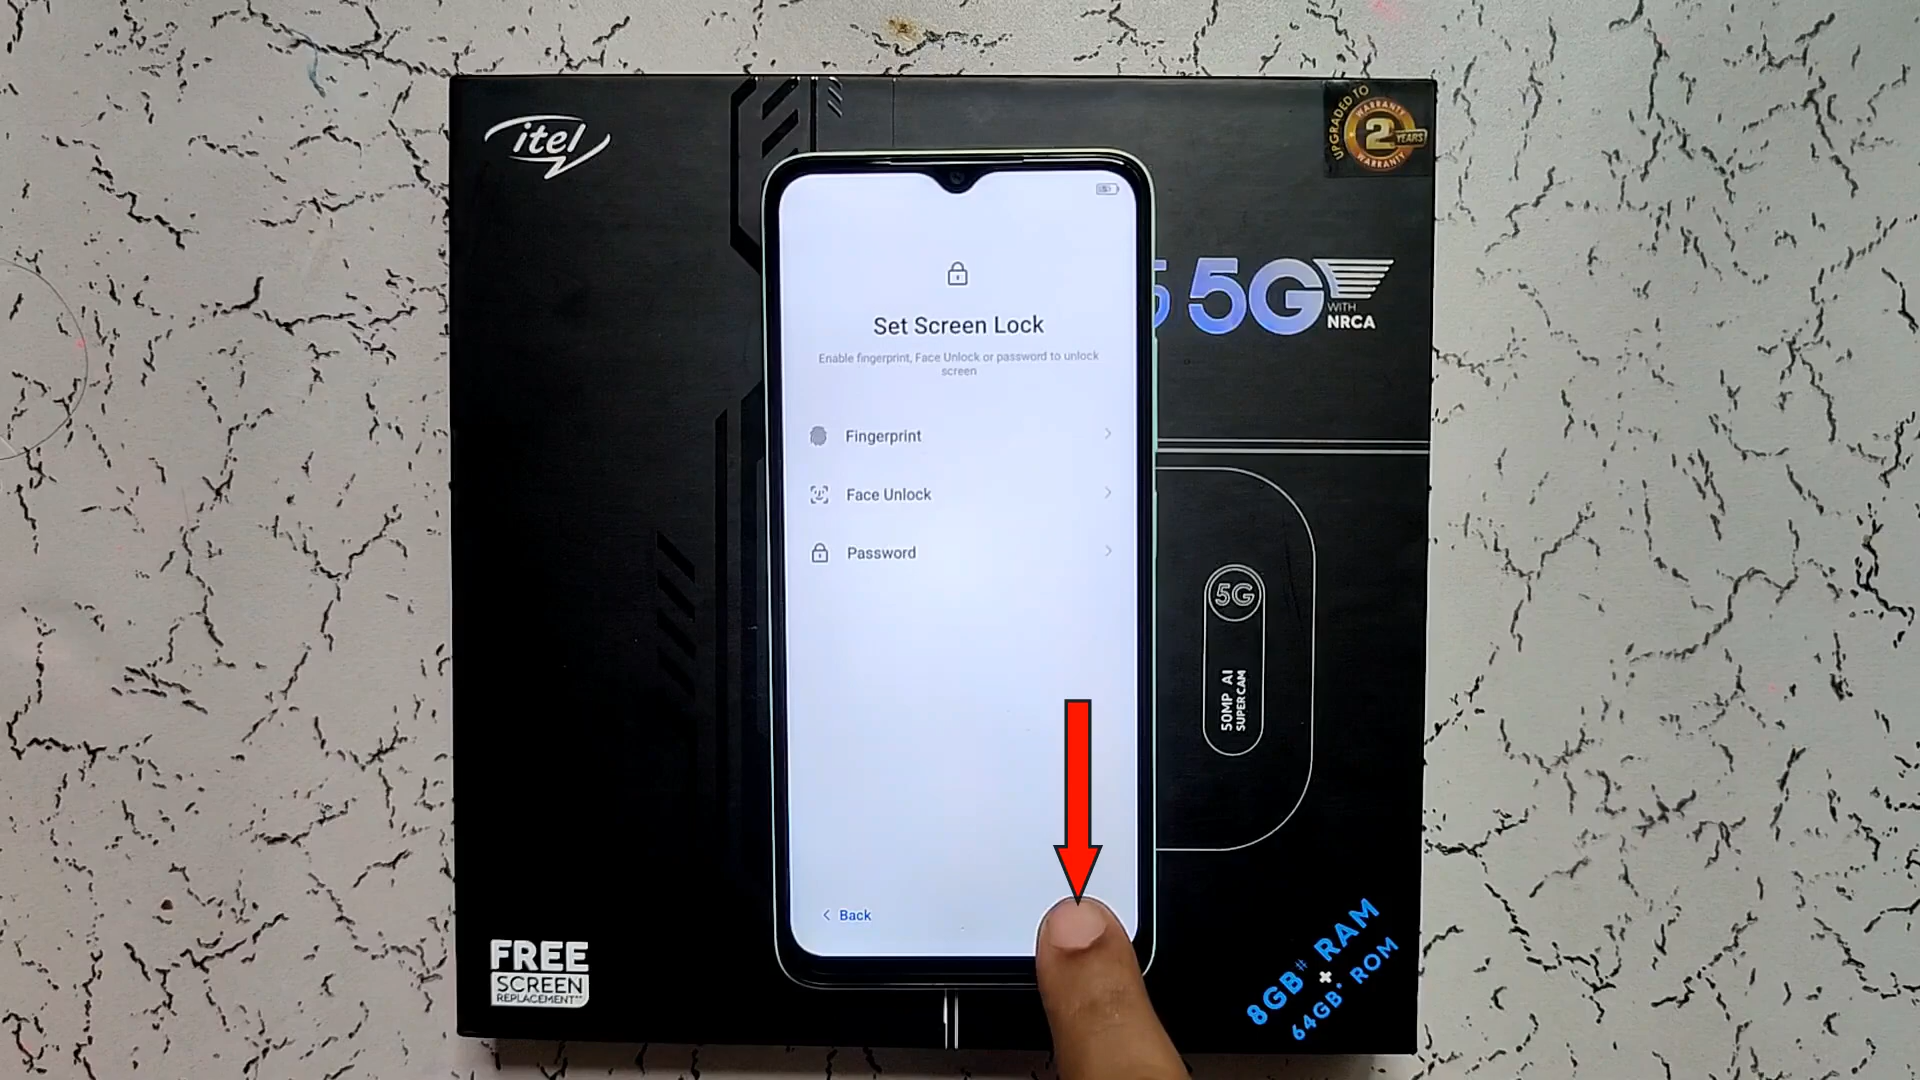 itel
UPGRADED TO
WARRANTY
2 YEARS
WARRANTY
5 5G
WITH
NRCA
Set Screen Lock
Enable fingerprint, Face Unlock or password to unlock
screen
Fingerprint
Face Unlock
Password
5G
50MP AI
SUPER CAM
< Back
FREE
SCREEN
REPLACEMENT**
8GB# RAM
+
64GB* ROM